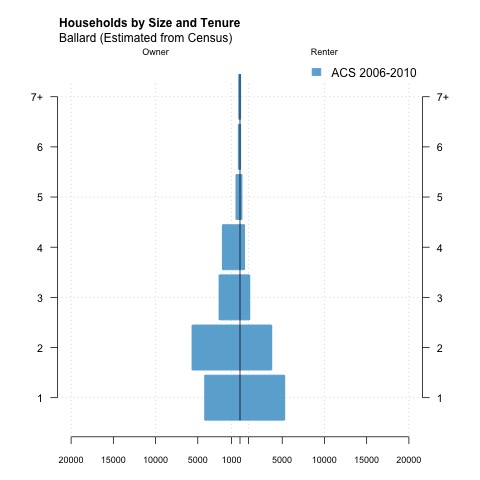 Households by Size and Tenure
Ballard (Estimated from Census)
Owner Renter
ACS 2006-2010
7+ 7+
6 6
5 5
4 4
3 3
2 2
1 1
20000 15000 10000 5000 1000 5000 10000 15000 20000